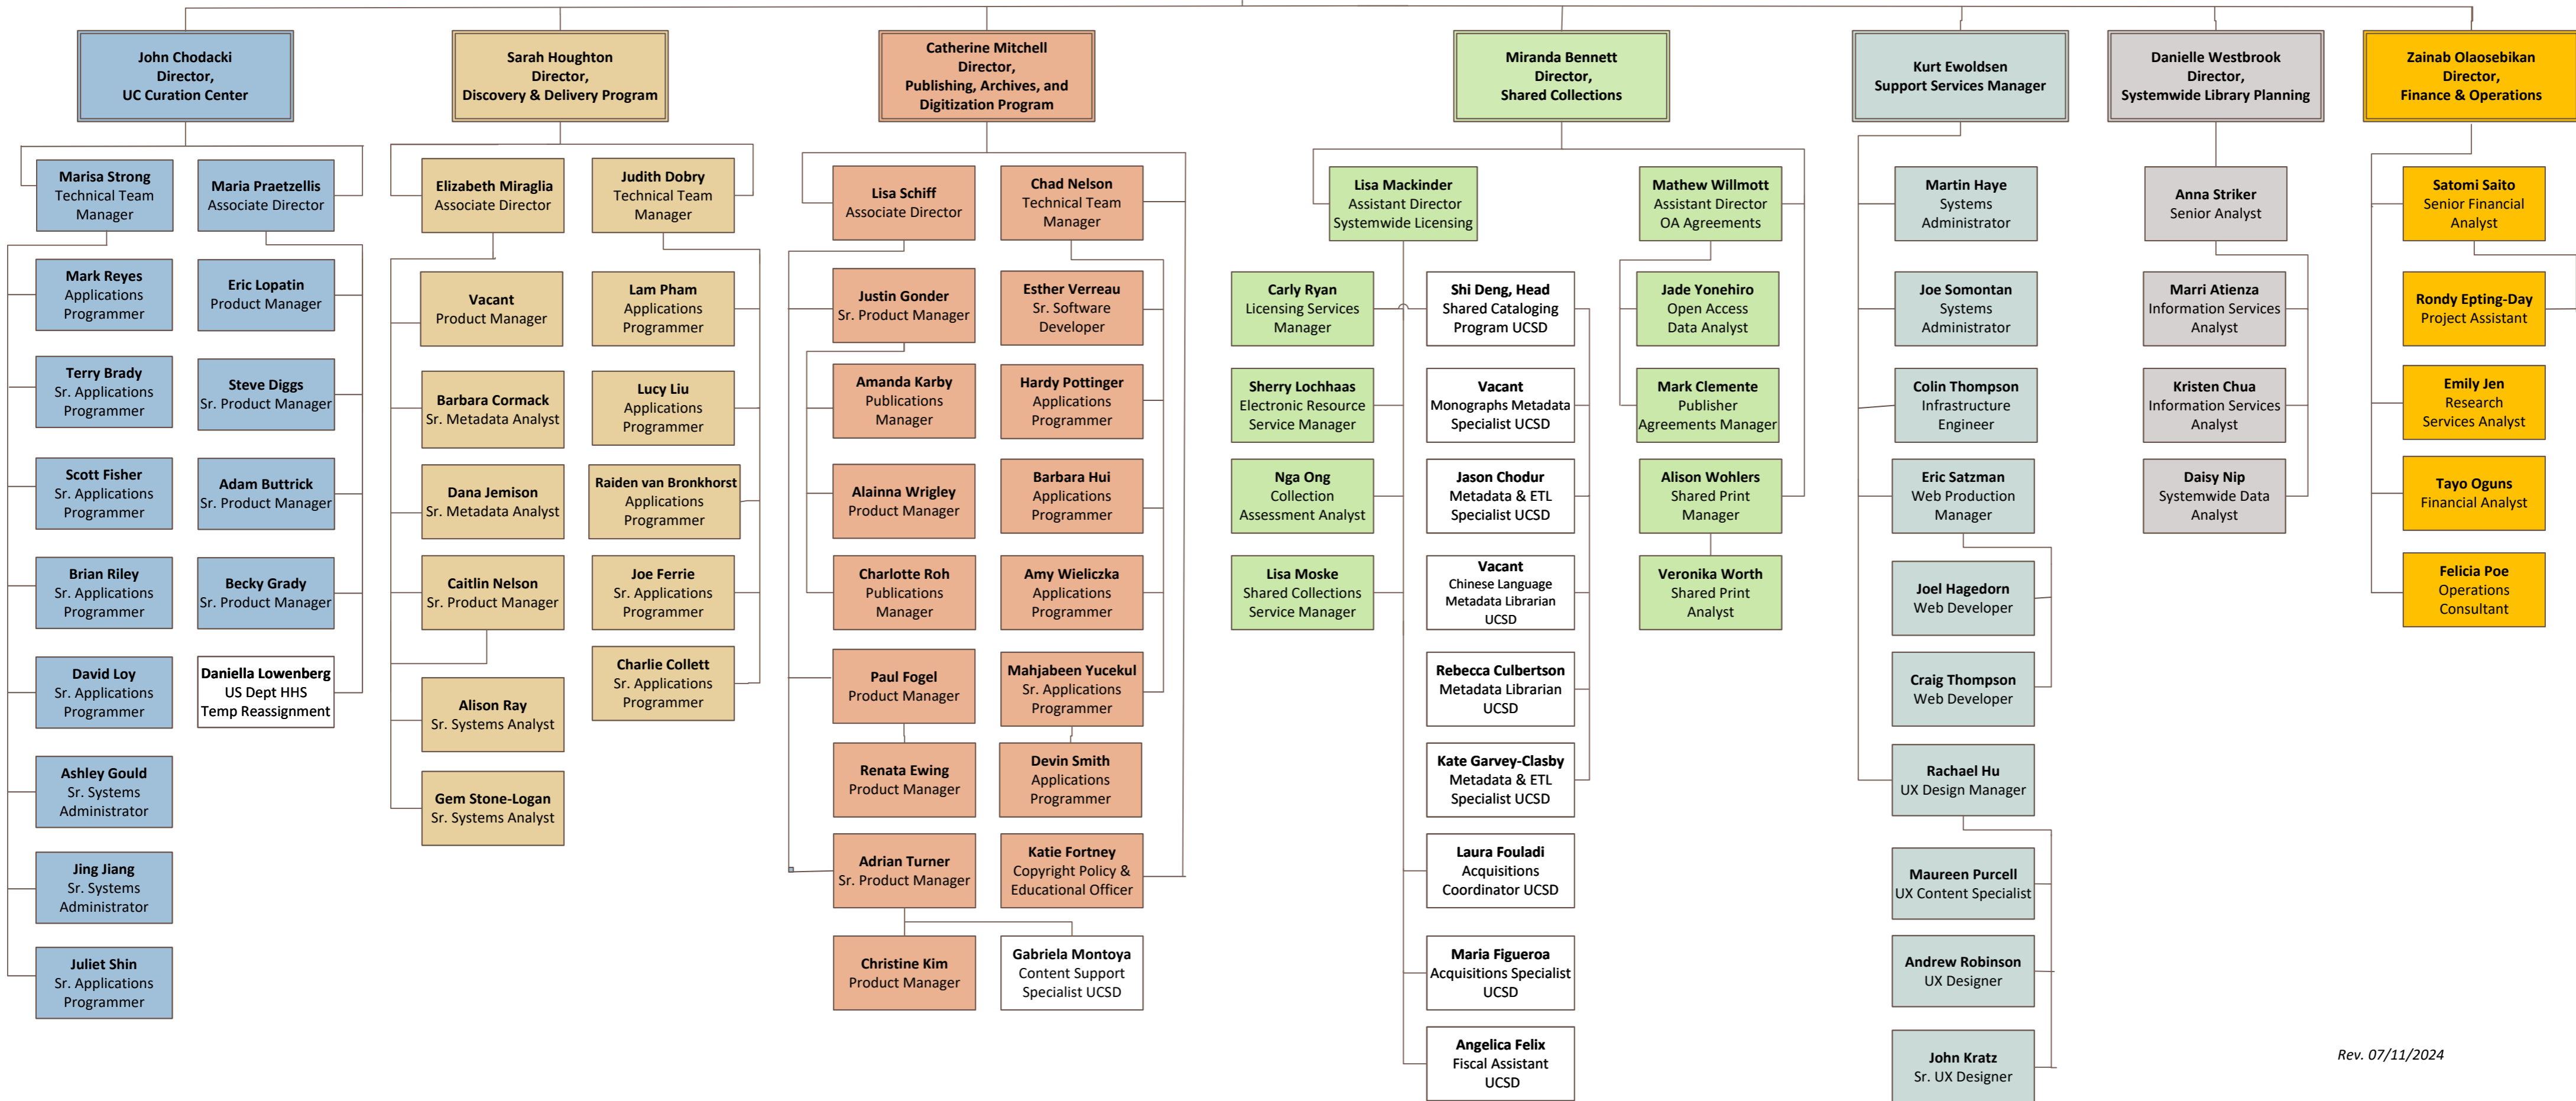 John Chodacki
Director,
UC Curation Center
Sarah Houghton
Director,
Discovery & Delivery Program
Catherine Mitchell
Director,
Publishing, Archives, and
Digitization Program
Miranda Bennett
Director,
Shared Collections
Kurt Ewoldsen
Support Services Manager
Danielle Westbrook
Director,
Systemwide Library Planning
Zainab Olaosebikan
Director,
Finance & Operations
Marisa Strong
Technical Team
Manager
Mark Reyes
Applications
Programmer
Terry Brady
Sr. Applications
Programmer
Scott Fisher
Sr. Applications
Programmer
Brian Riley
Sr. Applications
Programmer
David Loy
Sr. Applications
Programmer
Ashley Gould
Sr. Systems
Administrator
Jing Jiang
Sr. Systems
Administrator
Juliet Shin
Sr. Applications
Programmer
Maria Praetzellis
Associate Director
Eric Lopatin
Product Manager
Steve Diggs
Sr. Product Manager
Adam Buttrick
Sr. Product Manager
Becky Grady
Sr. Product Manager
Daniella Lowenberg
US Dept HHS
Temp Reassignment
Elizabeth Miraglia
Associate Director
Vacant
Product Manager
Barbara Cormack
Sr. Metadata Analyst
Dana Jemison
Sr. Metadata Analyst
Caitlin Nelson
Sr. Product Manager
Alison Ray
Sr. Systems Analyst
Gem Stone-Logan
Sr. Systems Analyst
Judith Dobry
Technical Team
Manager
Lam Pham
Applications
Programmer
Lucy Liu
Applications
Programmer
Raiden van Bronkhorst
Applications
Programmer
Joe Ferrie
Sr. Applications
Programmer
Charlie Collett
Sr. Applications
Programmer
Lisa Schiff
Associate Director
Justin Gonder
Sr. Product Manager
Amanda Karby
Publications
Manager
Alainna Wrigley
Product Manager
Charlotte Roh
Publications
Manager
Paul Fogel
Product Manager
Renata Ewing
Product Manager
Adrian Turner
Sr. Product Manager
Christine Kim
Product Manager
Chad Nelson
Technical Team
Manager
Esther Verreau
Sr. Software
Developer
Hardy Pottinger
Applications
Programmer
Barbara Hui
Applications
Programmer
Amy Wieliczka
Applications
Programmer
Mahjabeen Yucekul
Sr. Applications
Programmer
Devin Smith
Applications
Programmer
Katie Fortney
Copyright Policy &
Educational Officer
Gabriela Montoya
Content Support
Specialist UCSD
Lisa Mackinder
Assistant Director
Systemwide Licensing
Carly Ryan
Licensing Services
Manager
Sherry Lochhaas
Electronic Resource
Service Manager
Nga Ong
Collection
Assessment Analyst
Lisa Moske
Shared Collections
Service Manager
Shi Deng, Head
Shared Cataloging
Program UCSD
Vacant
Monographs Metadata
Specialist UCSD
Jason Chodur
Metadata & ETL
Specialist UCSD
Vacant
Chinese Language
Metadata Librarian
UCSD
Rebecca Culbertson
Metadata Librarian
UCSD
Kate Garvey-Clasby
Metadata & ETL
Specialist UCSD
Laura Fouladi
Acquisitions
Coordinator UCSD
Maria Figueroa
Acquisitions Specialist
UCSD
Angelica Felix
Fiscal Assistant
UCSD
Mathew Willmott
Assistant Director
OA Agreements
Jade Yonehiro
Open Access
Data Analyst
Mark Clemente
Publisher
Agreements Manager
Alison Wohlers
Shared Print
Manager
Veronika Worth
Shared Print
Analyst
Martin Haye
Systems
Administrator
Joe Somontan
Systems
Administrator
Colin Thompson
Infrastructure
Engineer
Eric Satzman
Web Production
Manager
Joel Hagedorn
Web Developer
Craig Thompson
Web Developer
Rachael Hu
UX Design Manager
Maureen Purcell
UX Content Specialist
Andrew Robinson
UX Designer
John Kratz
Sr. UX Designer
Anna Striker
Senior Analyst
Marri Atienza
Information Services
Analyst
Kristen Chua
Information Services
Analyst
Daisy Nip
Systemwide Data
Analyst
Satomi Saito
Senior Financial
Analyst
Rondy Epting-Day
Project Assistant
Emily Jen
Research
Services Analyst
Tayo Oguns
Financial Analyst
Felicia Poe
Operations
Consultant
Rev. 07/11/2024